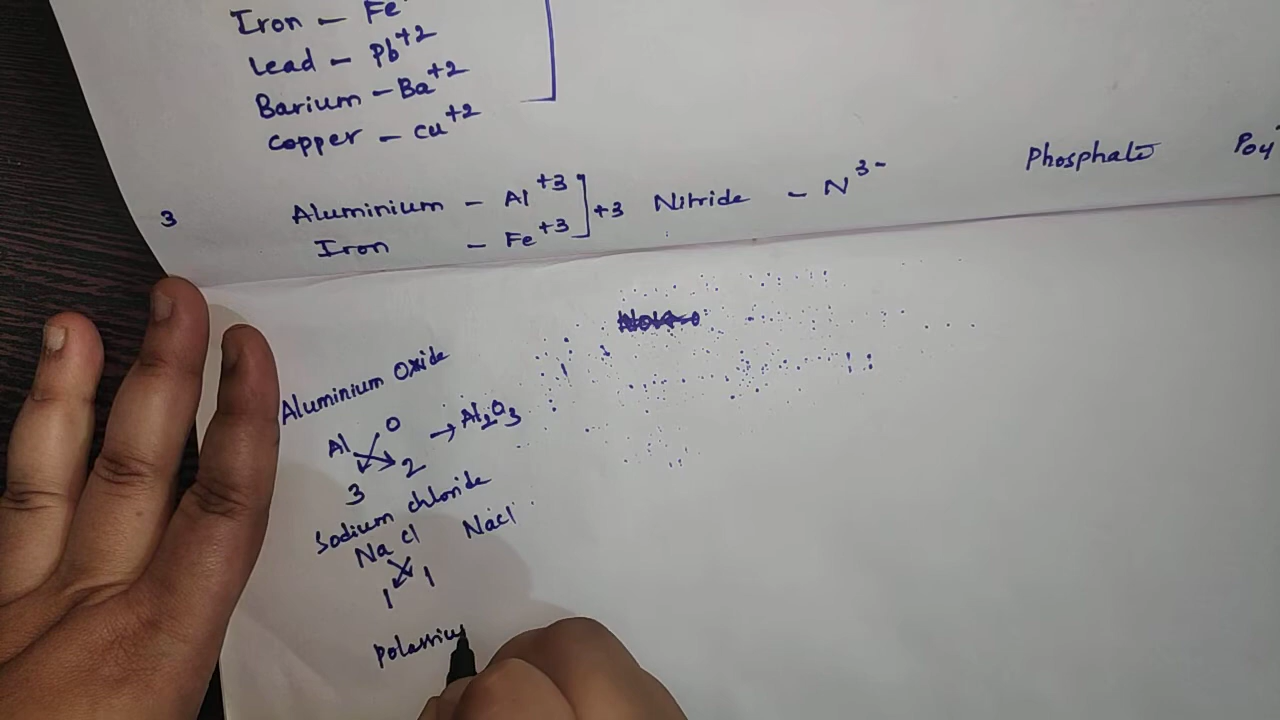 Iron – Fe
Lead – Pb+2
Barium – Ba+2
Copper – Cu+2
3 Aluminium – Al+3 ] +3 Nitride – N3- Phosphate Po4
Iron – Fe+3
Aluminium Oxide
Al O → Al2O3
3 2
Sodium chloride
Na Cl Nacl
1 1